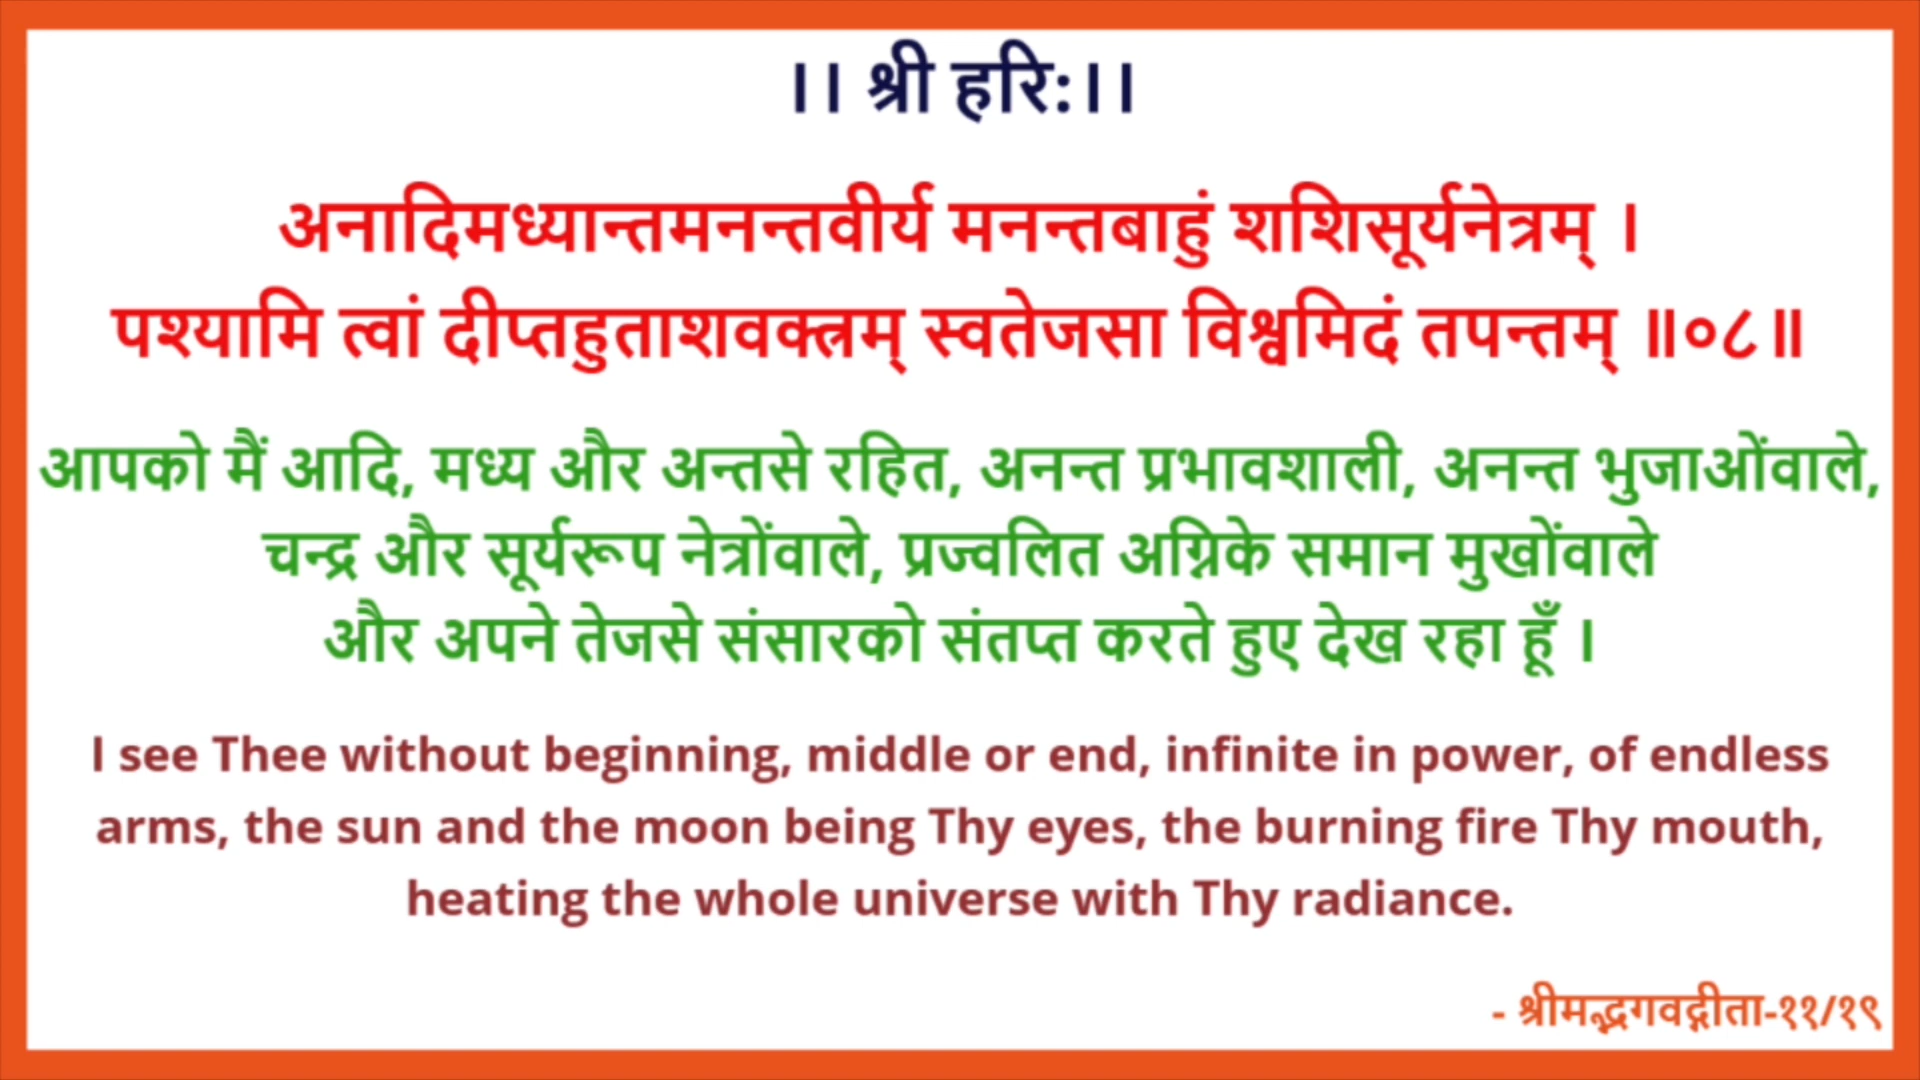 ।। श्री हरि:।।
अनादिमध्यान्तमनन्तवीर्य मनन्तबाहुं शशिसूर्यनेत्रम् ।
पश्यामि त्वां दीप्तहुताशवक्त्रम् स्वतेजसा विश्वमिदं तपन्तम् ॥०८॥
आपको मैं आदि, मध्य और अन्तसे रहित, अनन्त प्रभावशाली, अनन्त भुजाओंवाले,
चन्द्र और सूर्यरूप नेत्रोंवाले, प्रज्वलित अग्निके समान मुखोंवाले
और अपने तेजसे संसारको संतप्त करते हुए देख रहा हूँ ।
I see Thee without beginning, middle or end, infinite in power, of endless
arms, the sun and the moon being Thy eyes, the burning fire Thy mouth,
heating the whole universe with Thy radiance.
- श्रीमद्भगवद्गीता-११/१९